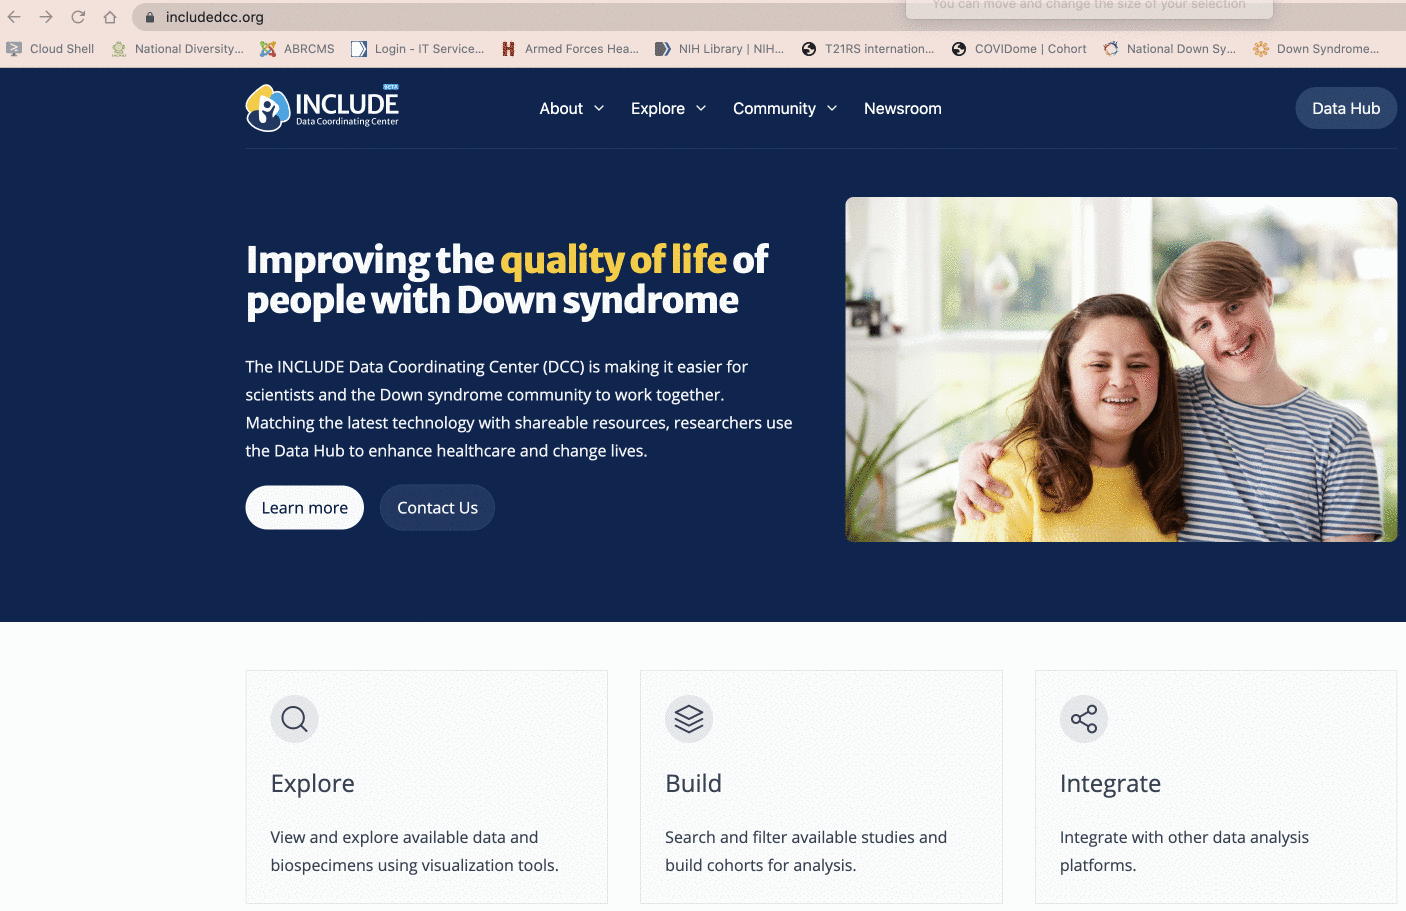 You can move and change the size of your selection
includedcc.org
Cloud Shell
National Diversity...
ABRCMS
Login - IT Service...
Armed Forces Hea...
NIH Library | NIH...
T21RS internation...
COVIDome | Cohort
National Down Sy...
Down Syndrome...
BETA
INCLUDE
Data Coordinating Center
About
Explore
Community
Newsroom
Data Hub
Improving the quality of life of
people with Down syndrome
The INCLUDE Data Coordinating Center (DCC) is making it easier for
scientists and the Down syndrome community to work together.
Matching the latest technology with shareable resources, researchers use
the Data Hub to enhance healthcare and change lives.
Learn more
Contact Us
Explore
View and explore available data and
biospecimens using visualization tools.
Build
Search and filter available studies and
build cohorts for analysis.
Integrate
Integrate with other data analysis
platforms.